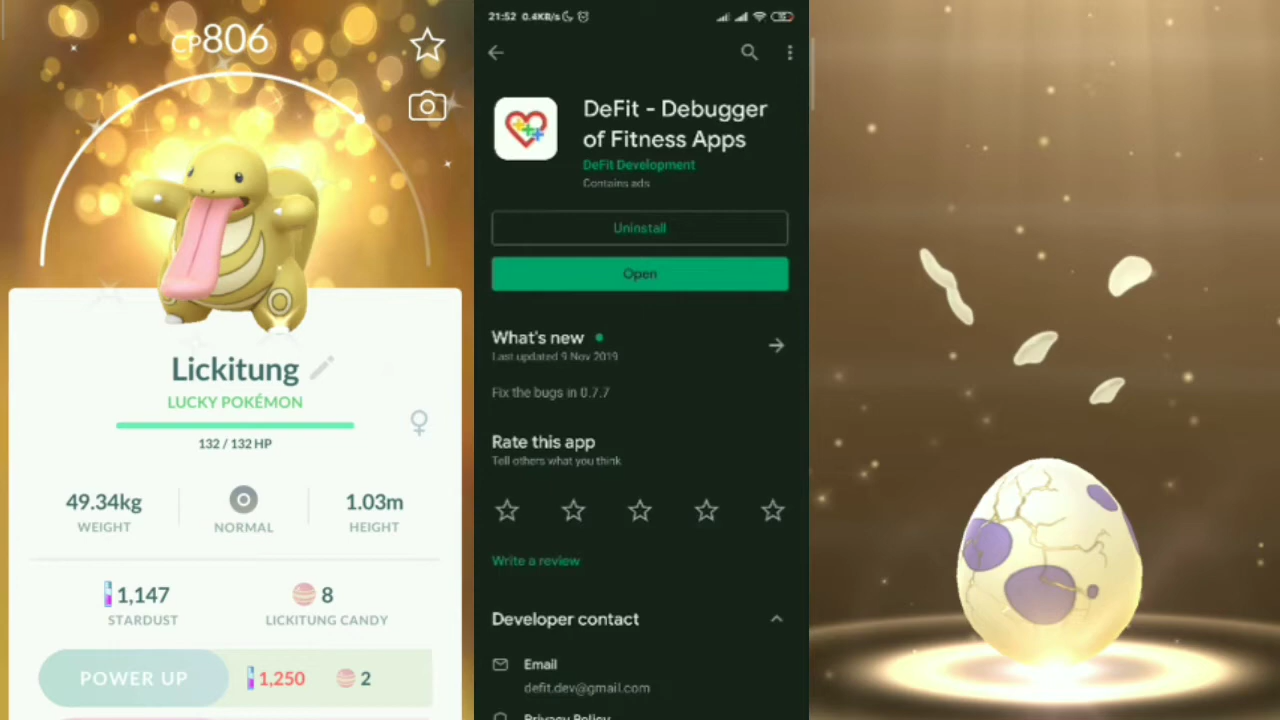 CP806
Lickitung
LUCKY POKÉMON
132 / 132 HP
49.34kg
WEIGHT
NORMAL
1.03m
HEIGHT
1,147
STARDUST
8
LICKITUNG CANDY
POWER UP
1,250
2
21:52 0.4KB/s
DeFit - Debugger
of Fitness Apps
DeFit Development
Contains ads
Uninstall
Open
What's new
Last updated 9 Nov 2019
Fix the bugs in 0.7.7
Rate this app
Tell others what you think
Write a review
Developer contact
Email
defit.dev@gmail.com
Privacy Policy